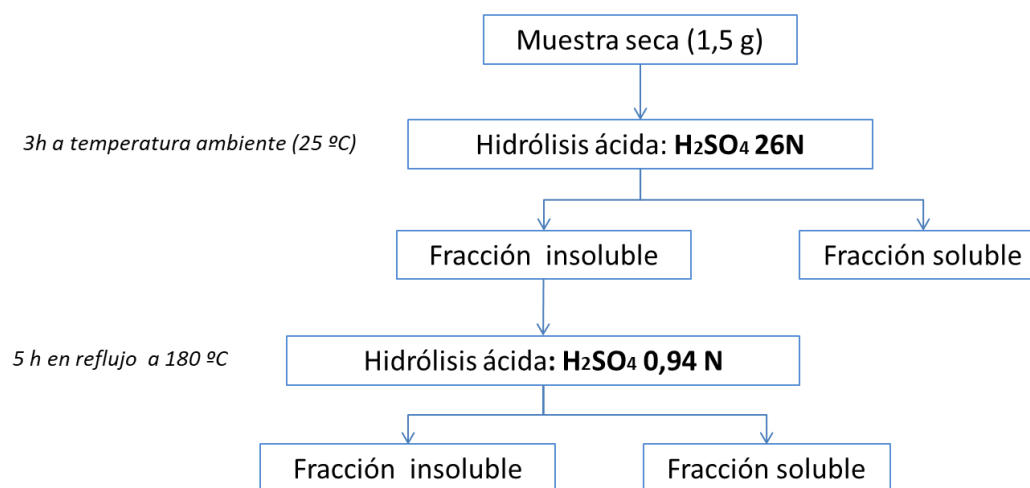 Muestra seca (1,5 g)
3h a temperatura ambiente (25 ºC)
Hidrólisis ácida: H₂SO₄ 26N
Fracción insoluble
Fracción soluble
5 h en reflujo a 180 ºC
Hidrólisis ácida: H₂SO₄ 0,94 N
Fracción insoluble
Fracción soluble